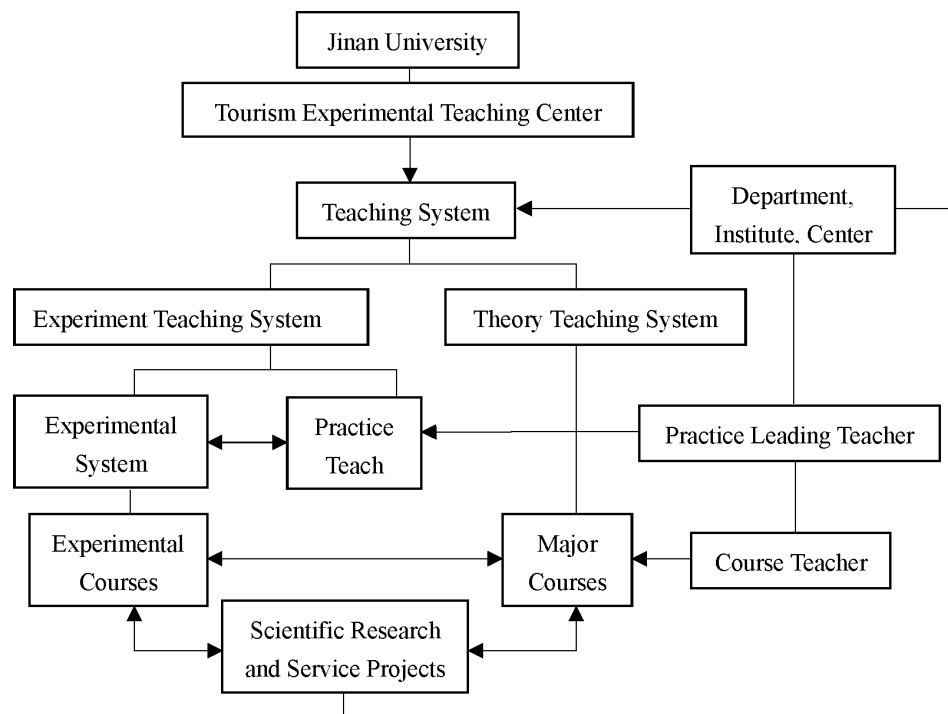 Jinan University
Tourism Experimental Teaching Center
Teaching System
Department,
Institute, Center
Experiment Teaching System
Theory Teaching System
Experimental
System
Practice
Teach
Practice Leading Teacher
Experimental
Courses
Major
Courses
Course Teacher
Scientific Research
and Service Projects